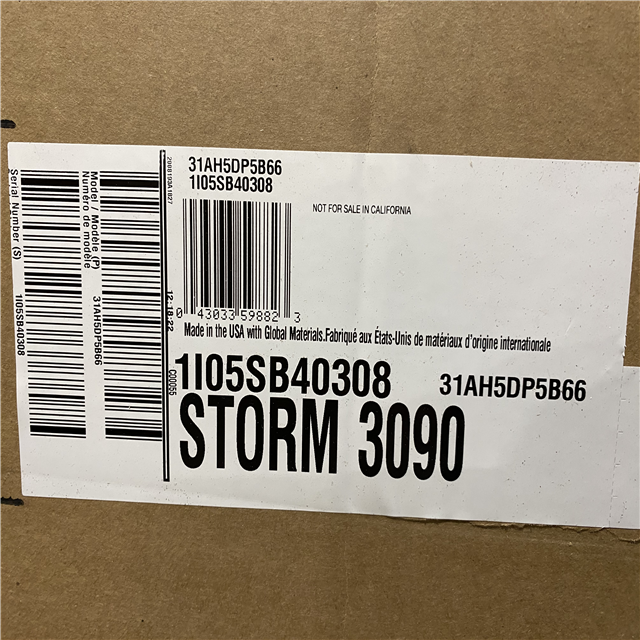 31AH5DP5B66
1I05SB40308
NOT FOR SALE IN CALIFORNIA
0 43033 59882 3
Made in the USA with Global Materials.Fabriqué aux États-Unis de matériaux d'origine internationale
1I05SB40308 31AH5DP5B66
STORM 3090
12-18-22
C00055
Model / Modèle (P)
Numéro de modèle
31AH5DP5B66
Serial Number (S)
1I05SB40308